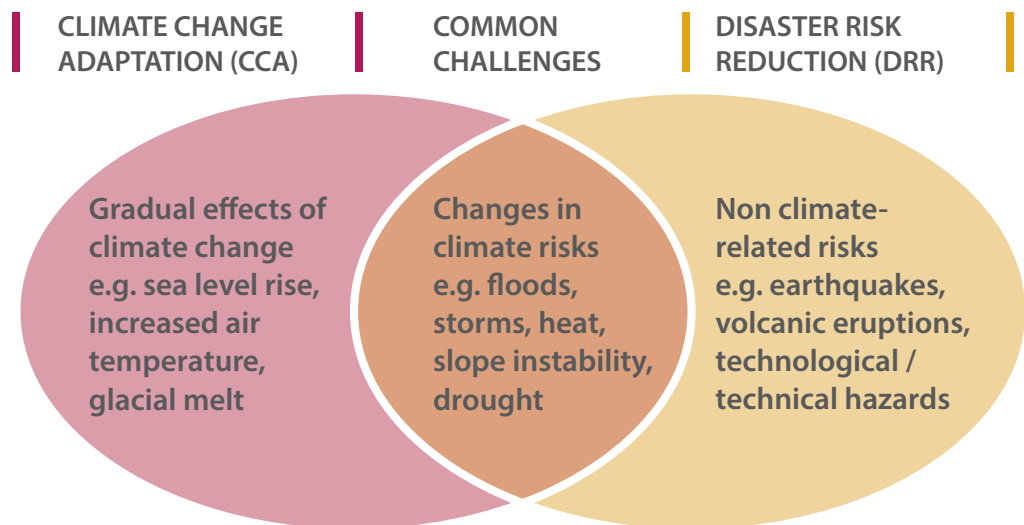 CLIMATE CHANGE
ADAPTATION (CCA)
COMMON
CHALLENGES
DISASTER RISK
REDUCTION (DRR)
Gradual effects of
climate change
e.g. sea level rise,
increased air
temperature,
glacial melt
Changes in
climate risks
e.g. floods,
storms, heat,
slope instability,
drought
Non climate-
related risks
e.g. earthquakes,
volcanic eruptions,
technological /
technical hazards